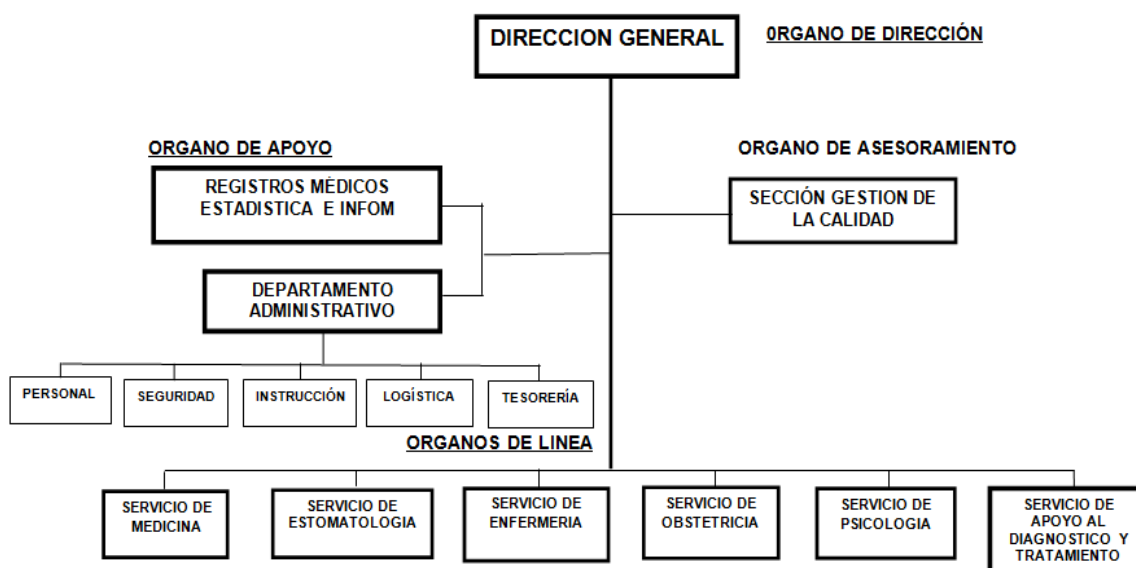 DIRECCION GENERAL
0RGANO DE DIRECCIÓN
ORGANO DE APOYO
REGISTROS MÉDICOS
ESTADISTICA E INFOM
ORGANO DE ASESORAMIENTO
SECCIÓN GESTION DE
LA CALIDAD
DEPARTAMENTO
ADMINISTRATIVO
PERSONAL
SEGURIDAD
INSTRUCCIÓN
LOGÍSTICA
TESORERÍA
ORGANOS DE LINEA
SERVICIO DE
MEDICINA
SERVICIO DE
ESTOMATOLOGIA
SERVICIO DE
ENFERMERIA
SERVICIO DE
OBSTETRICIA
SERVICIO DE
PSICOLOGIA
SERVICIO DE
APOYO AL
DIAGNOSTICO Y
TRATAMIENTO